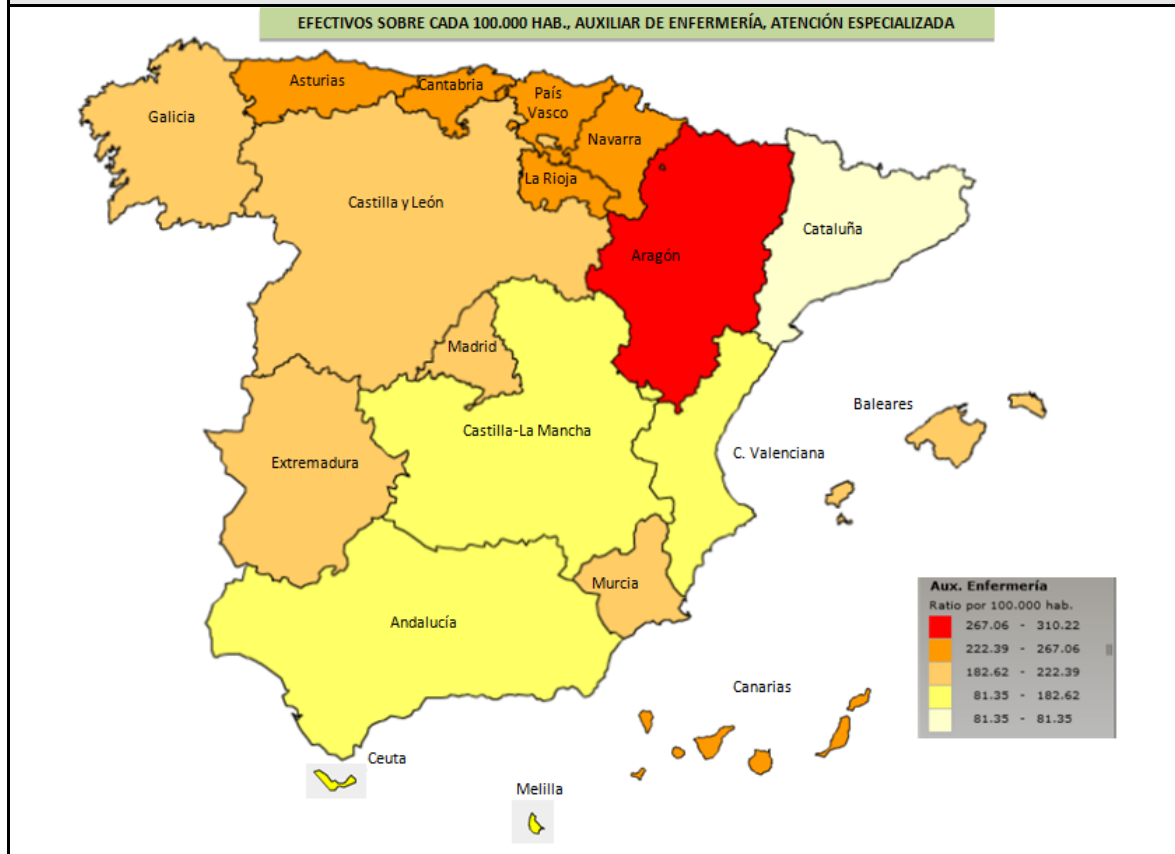 EFECTIVOS SOBRE CADA 100.000 HAB., AUXILIAR DE ENFERMERÍA, ATENCIÓN ESPECIALIZADA
Asturias
Cantabria
País
Vasco
Galicia
Navarra
La Rioja
Castilla y León
Cataluña
Aragón
Madrid
Baleares
Castilla-La Mancha
C. Valenciana
Extremadura
Murcia
Andalucía
Aux. Enfermería
Ratio por 100.000 hab.
267.06 - 310.22
222.39 - 267.06
182.62 - 222.39
81.35 - 182.62
81.35 - 81.35
Canarias
Ceuta
Melilla